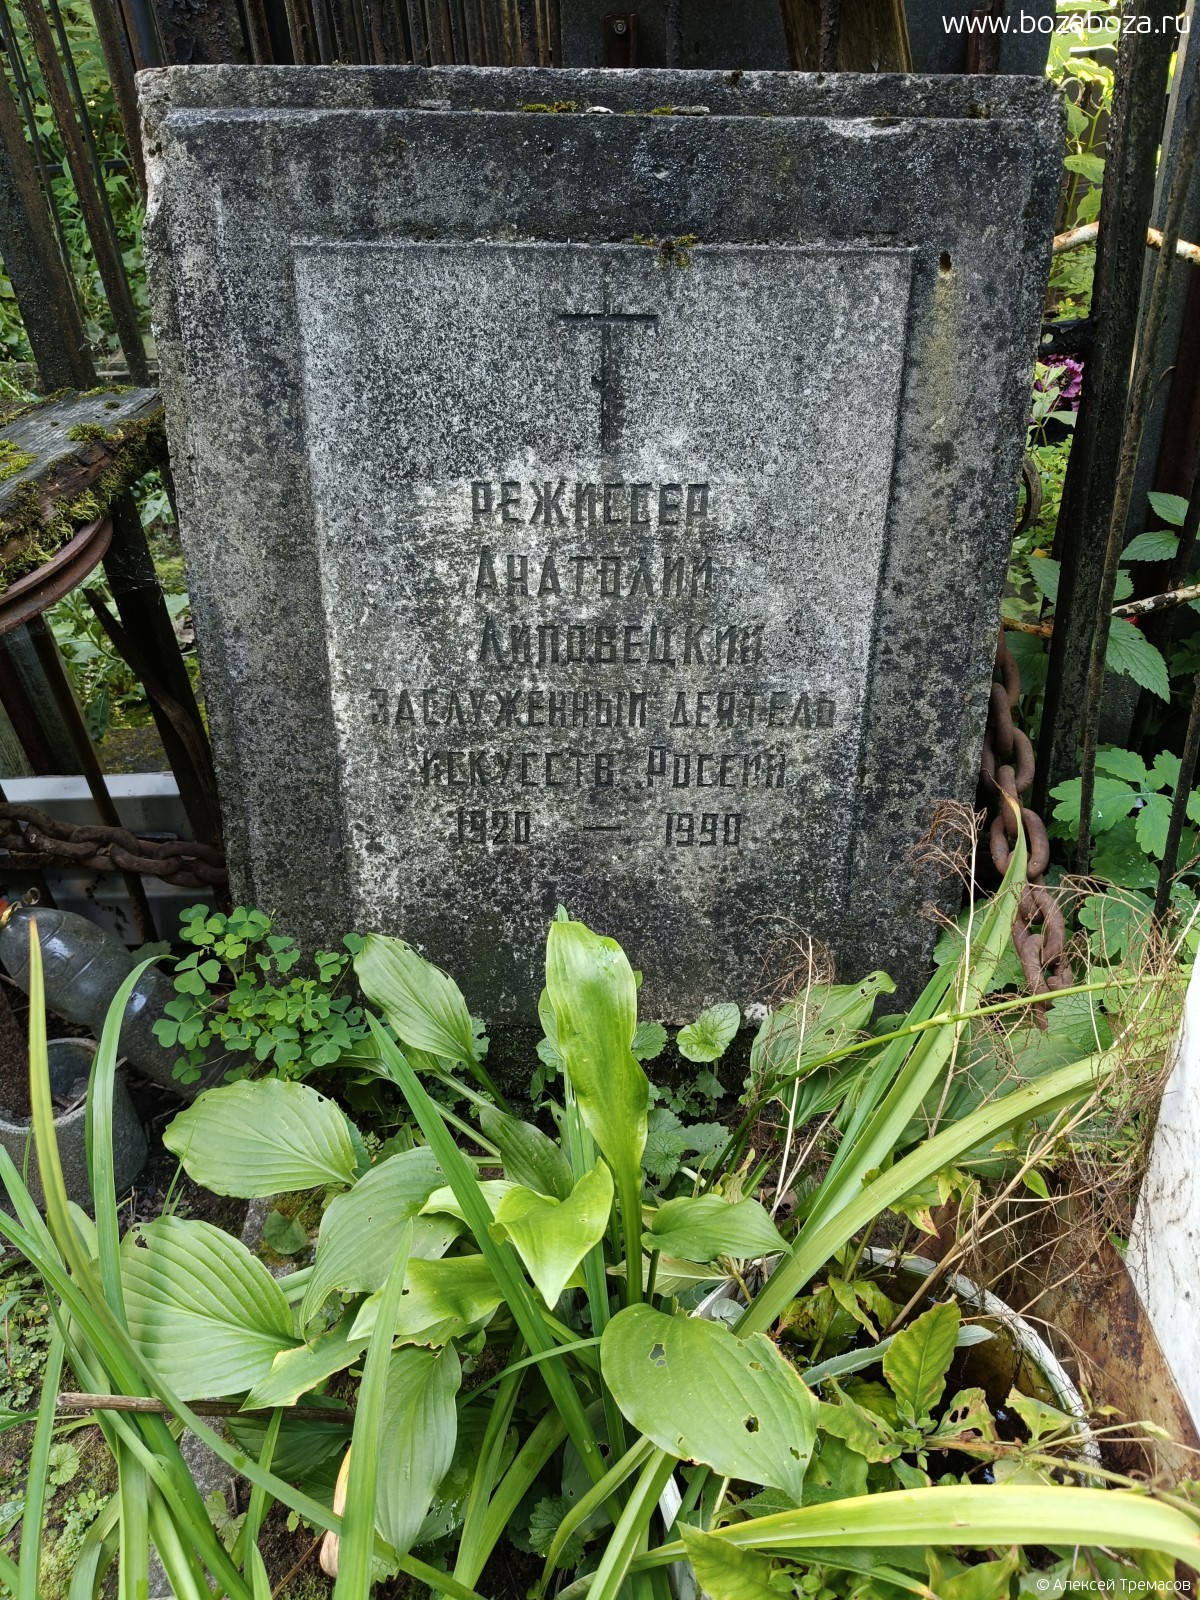 www.bozaboza.ru
РЕЖИССЕР
АНАТОЛИЙ
ЛИПОВЕЦКИЙ
ЗАСЛУЖЕННЫЙ ДЕЯТЕЛЬ
ИСКУССТВ РОССИИ
1920 — 1990
© Алексей Тремасов